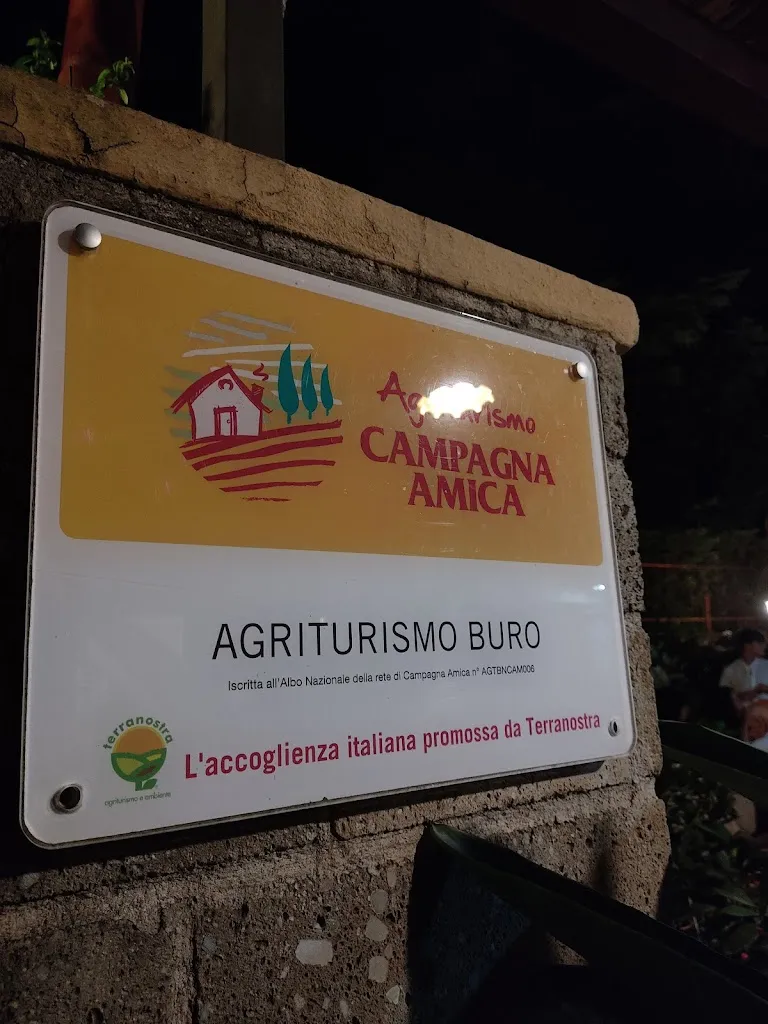 Agriturismo
CAMPAGNA
AMICA
AGRITURISMO BURO
Iscritta all'Albo Nazionale della rete di Campagna Amica n° AGTBNCAM006
L'accoglienza italiana promossa da Terranostra
terranostra
agriturismo e ambiente